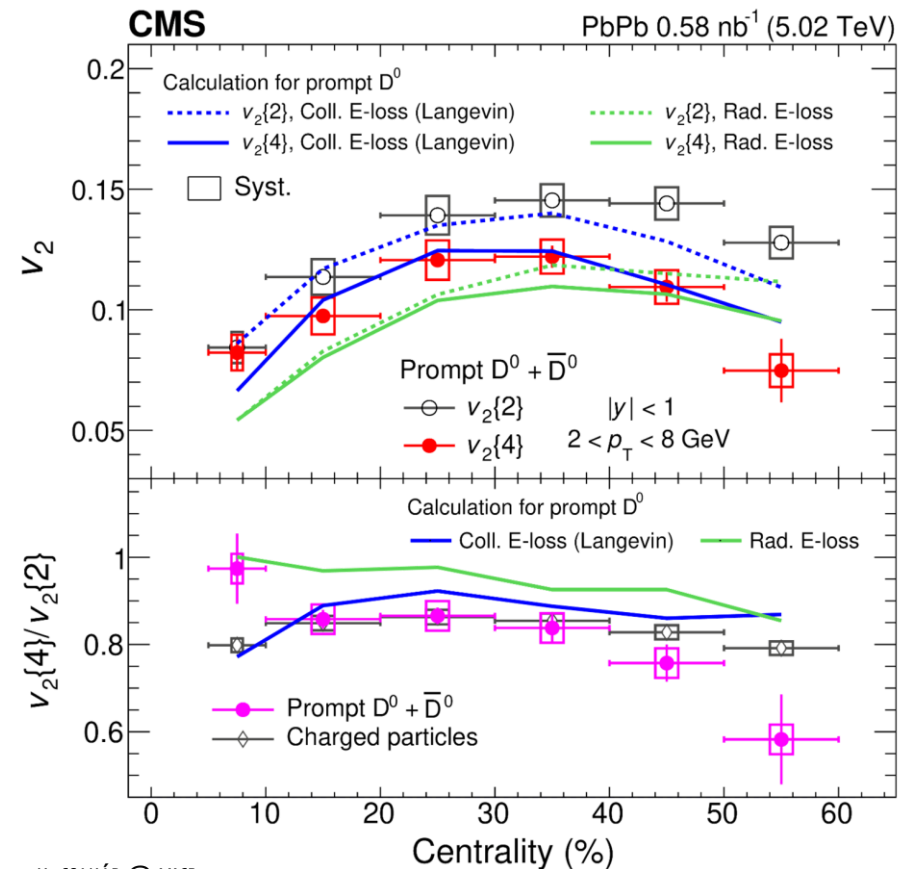 CMS PbPb 0.58 nb⁻¹ (5.02 TeV)
0.2
Calculation for prompt D⁰
v₂{2}, Coll. E-loss (Langevin) v₂{2}, Rad. E-loss
v₂{4}, Coll. E-loss (Langevin) v₂{4}, Rad. E-loss
Syst.
0.15
v₂
0.1
Prompt D⁰ + D̅⁰
v₂{2} |y| < 1
v₂{4} 2 < p_T < 8 GeV
0.05
Calculation for prompt D⁰
Coll. E-loss (Langevin) Rad. E-loss
1
v₂{4}/v₂{2}
0.8
Prompt D⁰ + D̅⁰
Charged particles
0.6
0 10 20 30 40 50 60
Centrality (%)